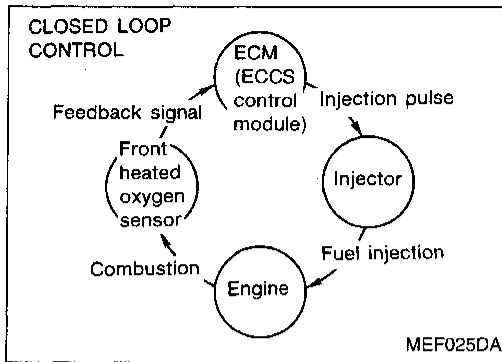 CLOSED LOOP
CONTROL
ECM
(ECCS
control
module)
Injection pulse
Injector
Fuel injection
Engine
Combustion
Front
heated
oxygen
sensor
Feedback signal
MEF025DA